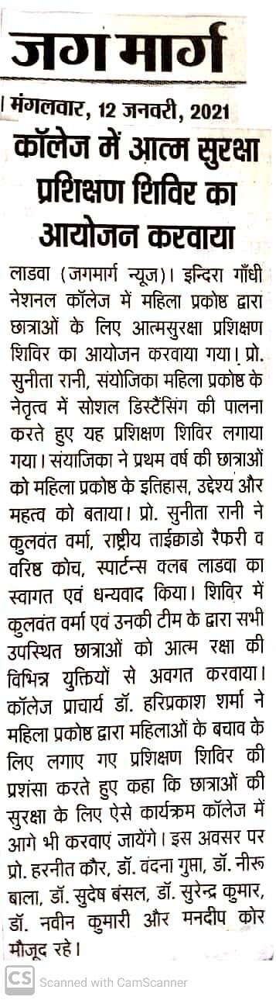 जग मार्ग
। मंगलवार, 12 जनवरी, 2021
कॉलेज में आत्म सुरक्षा
प्रशिक्षण शिविर का
आयोजन करवाया
लाडवा (जगमार्ग न्यूज)। इन्दिरा गाँधी
नेशनल कॉलेज में महिला प्रकोष्ठ द्वारा
छात्राओं के लिए आत्मसुरक्षा प्रशिक्षण
शिविर का आयोजन करवाया गया। प्रो.
सुनीता रानी, संयोजिका महिला प्रकोष्ठ के
नेतृत्व में सोशल डिस्टैंसिंग की पालना
करते हुए यह प्रशिक्षण शिविर लगाया
गया। संयाजिका ने प्रथम वर्ष की छात्राओं
को महिला प्रकोष्ठ के इतिहास, उद्देश्य और
महत्व को बताया। प्रो. सुनीता रानी ने
कुलवंत वर्मा, राष्ट्रीय ताईक्राडो रैफरी व
वरिष्ठ कोच, स्पार्टन्स क्लब लाडवा का
स्वागत एवं धन्यवाद किया। शिविर में
कुलवंत वर्मा एवं उनकी टीम के द्वारा सभी
उपस्थित छात्राओं को आत्म रक्षा की
विभिन्न युक्तियों से अवगत करवाया।
कॉलेज प्राचार्य डॉ. हरिप्रकाश शर्मा ने
महिला प्रकोष्ठ द्वारा महिलाओं के बचाव के
लिए लगाए गए प्रशिक्षण शिविर की
प्रशंसा करते हुए कहा कि छात्राओं की
सुरक्षा के लिए ऐसे कार्यक्रम कॉलेज में
आगे भी करवाएं जायेंगे। इस अवसर पर
प्रो. हरनीत कौर, डॉ. वंदना गुप्ता, डॉ. नीरू
बाला, डॉ. सुदेष बंसल, डॉ. सुरेन्द्र कुमार,
डॉ. नवीन कुमारी और मनदीप कोर
मौजूद रहे।
CS Scanned with CamScanner